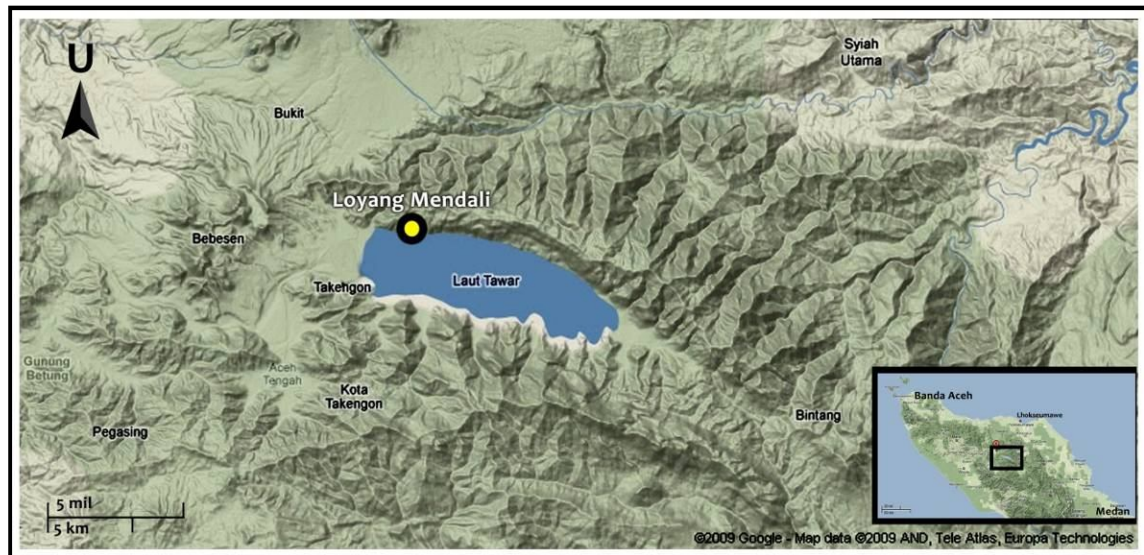 U
Syiah
Utama
Bukit
Loyang Mendali
Bebesen
Takengon
Laut Tawar
Gunung
Betung
Aceh
Tengah
Kota
Takengon
Pegasing
Bintang
5 mil
5 km
Banda Aceh
Lhokseumawe
Medan
©2009 Google - Map data ©2009 AND, Tele Atlas, Europa Technologies